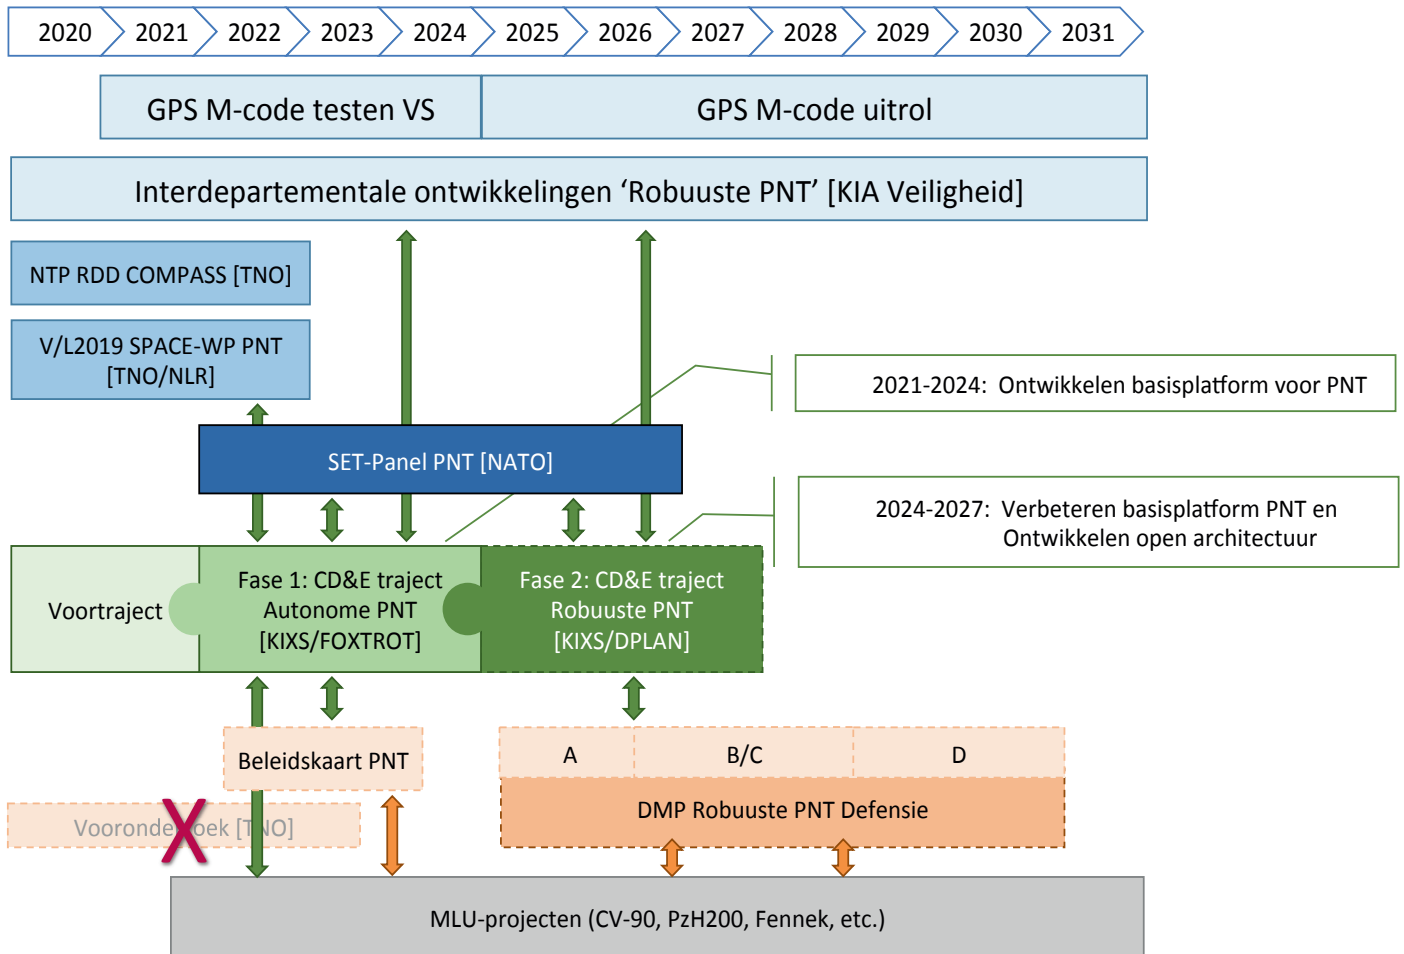 2020 2021 2022 2023 2024 2025 2026 2027 2028 2029 2030 2031
GPS M-code testen VS
GPS M-code uitrol
Interdepartementale ontwikkelingen ‘Robuuste PNT’ [KIA Veiligheid]
NTP RDD COMPASS [TNO]
V/L2019 SPACE-WP PNT
[TNO/NLR]
2021-2024: Ontwikkelen basisplatform voor PNT
SET-Panel PNT [NATO]
2024-2027: Verbeteren basisplatform PNT en
Ontwikkelen open architectuur
Voortraject
Fase 1: CD&E traject
Autonome PNT
[KIXS/FOXTROT]
Fase 2: CD&E traject
Robuuste PNT
[KIXS/DPLAN]
Beleidskaart PNT
A
B/C
D
DMP Robuuste PNT Defensie
Vooronderzoek [TNO]
X
MLU-projecten (CV-90, PzH200, Fennek, etc.)